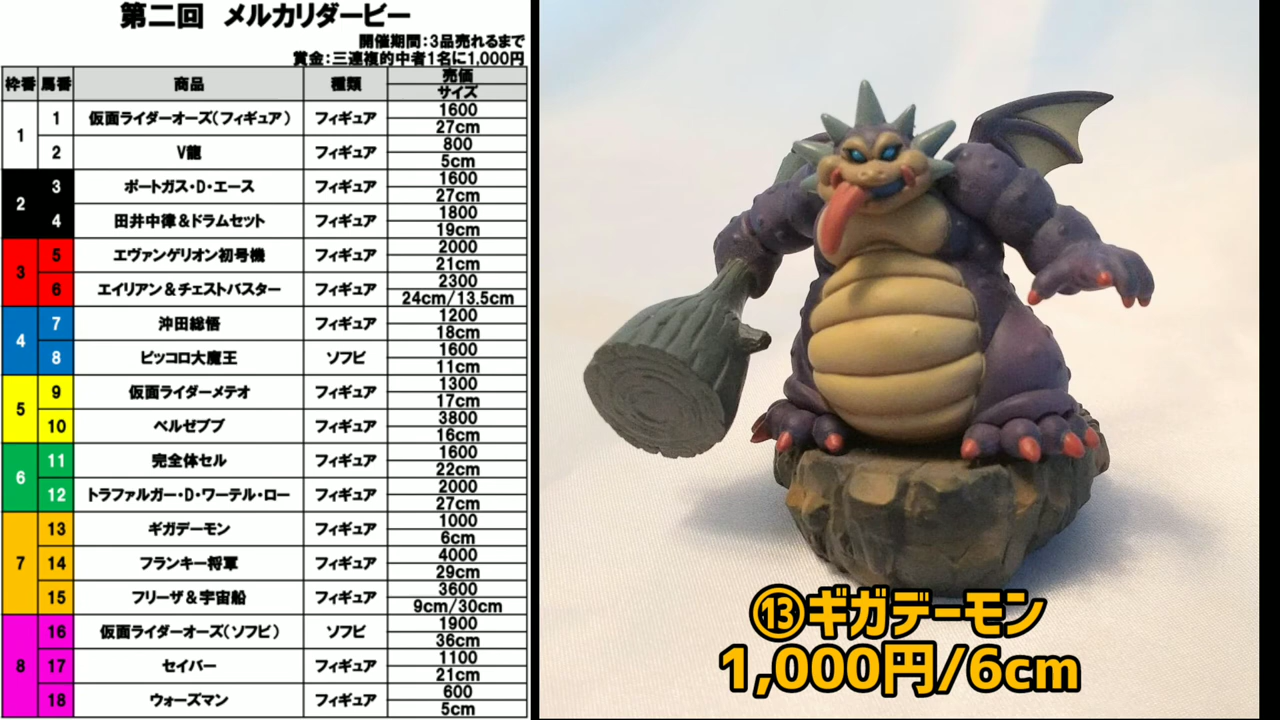 第二回 メルカリダービー
開催期間：3品売れるまで
賞金：三連複的中者1名に1,000円
枠番 馬番 商品 種類 売価
サイズ
1 1 仮面ライダーオーズ（フィギュア） フィギュア 1600
27cm
2 V龍 フィギュア 800
5cm
2 3 ポートガス・D・エース フィギュア 1600
27cm
4 田井中律＆ドラムセット フィギュア 1800
19cm
3 5 エヴァンゲリオン初号機 フィギュア 2000
21cm
6 エイリアン＆チェストバスター フィギュア 2300
24cm/13.5cm
4 7 沖田総悟 フィギュア 1200
18cm
8 ピッコロ大魔王 ソフビ 1600
11cm
5 9 仮面ライダーメテオ フィギュア 1300
17cm
10 ベルゼブブ フィギュア 3800
16cm
6 11 完全体セル フィギュア 1600
22cm
12 トラファルガー・D・ワーテル・ロー フィギュア 2000
27cm
7 13 ギガデーモン フィギュア 1000
6cm
14 フランキー将軍 フィギュア 4000
29cm
15 フリーザ＆宇宙船 フィギュア 3600
9cm/30cm
8 16 仮面ライダーオーズ（ソフビ） ソフビ 1900
36cm
17 セイバー フィギュア 1100
21cm
18 ウォーズマン フィギュア 600
5cm
⑬ギガデーモン
1,000円/6cm